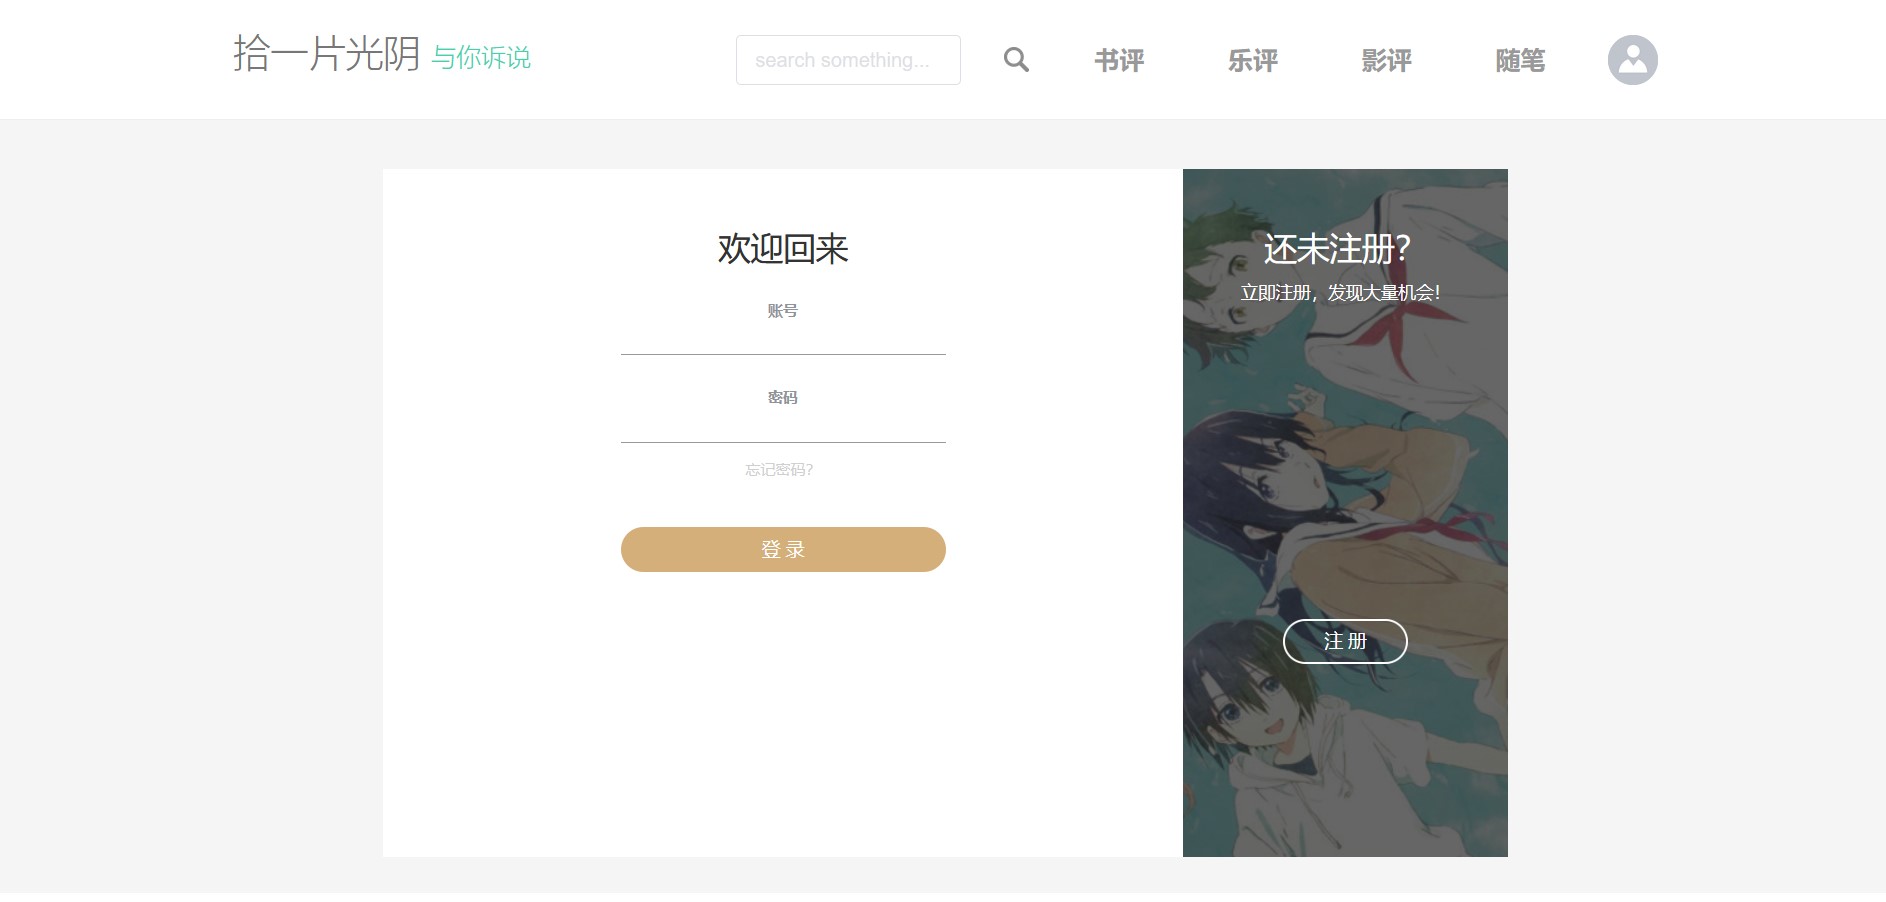 拾一片光阴 与你诉说
search something...
书评
乐评
影评
随笔
欢迎回来
账号
密码
忘记密码?
登 录
还未注册?
立即注册，发现大量机会!
注 册